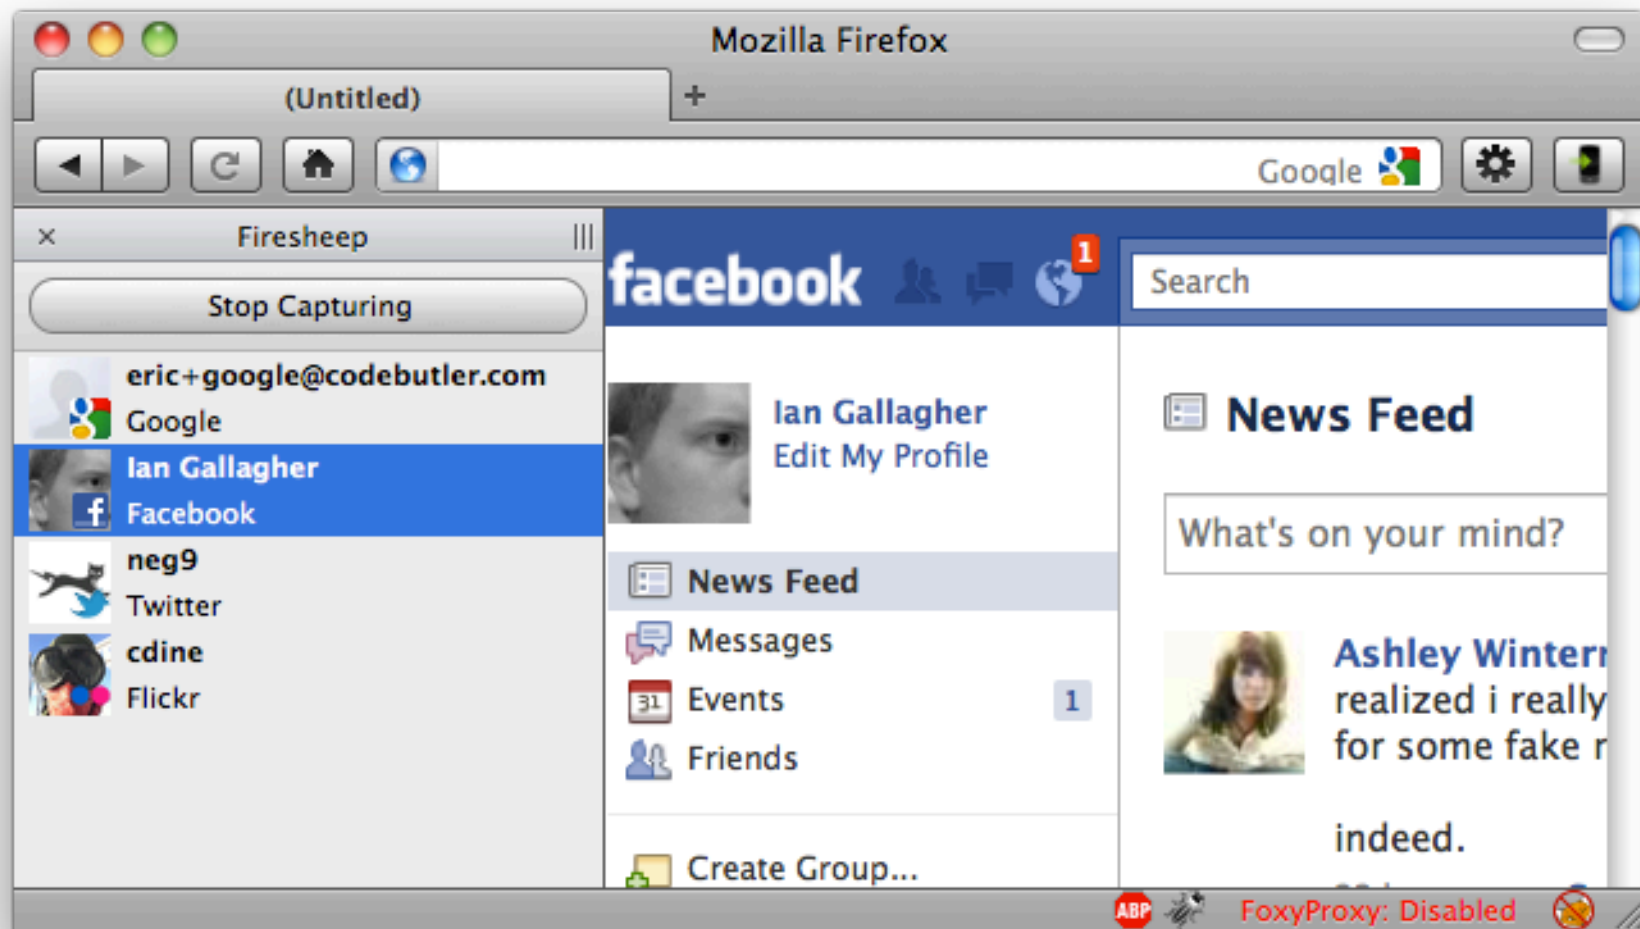 Mozilla Firefox
(Untitled)
Google
Firesheep
Stop Capturing
eric+google@codebutler.com
Google
Ian Gallagher
Facebook
neg9
Twitter
cdine
Flickr
facebook
1
Search
Ian Gallagher
Edit My Profile
News Feed
Messages
31
Events
1
Friends
Create Group...
News Feed
What's on your mind?
Ashley
realized i really
for some fake
indeed.
ABP
FoxyProxy: Disabled